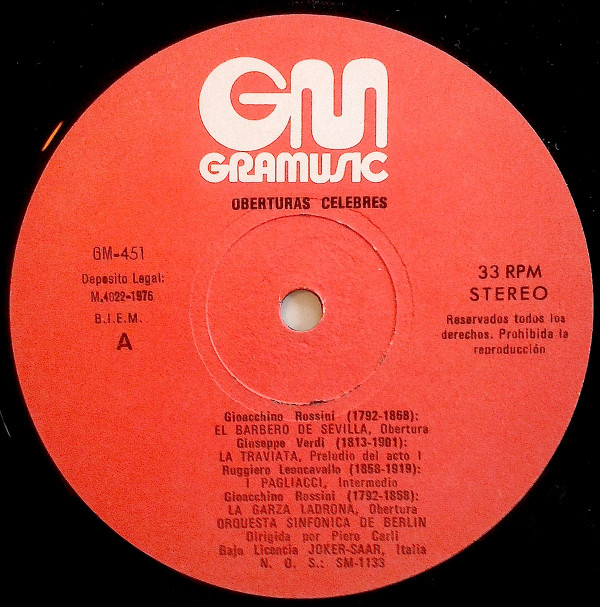 GM
GRAMUSIC
OBERTURAS CELEBRES
GM-451
Deposito Legal:
M.4022-1976
B.I.E.M.
A
33 RPM
STEREO
Reservados todos los
derechos. Prohibida la
reproducción
Gioacchino Rossini (1792-1868):
EL BARBERO DE SEVILLA, Obertura
Giuseppe Verdi (1813-1901):
LA TRAVIATA, Preludio del acto I
Ruggiero Leoncavallo (1858-1919):
I PAGLIACCI, Intermedio
Gioacchino Rossini (1792-1868):
LA GARZA LADRONA, Obertura
ORQUESTA SINFONICA DE BERLIN
Dirigida por Piero Carli
Bajo Licencia JOKER-SAAR, Italia
N. O. S.: SM-1133